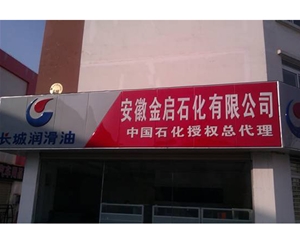 安徽金启石化有限公司
中国石化授权总代理
长城润滑油